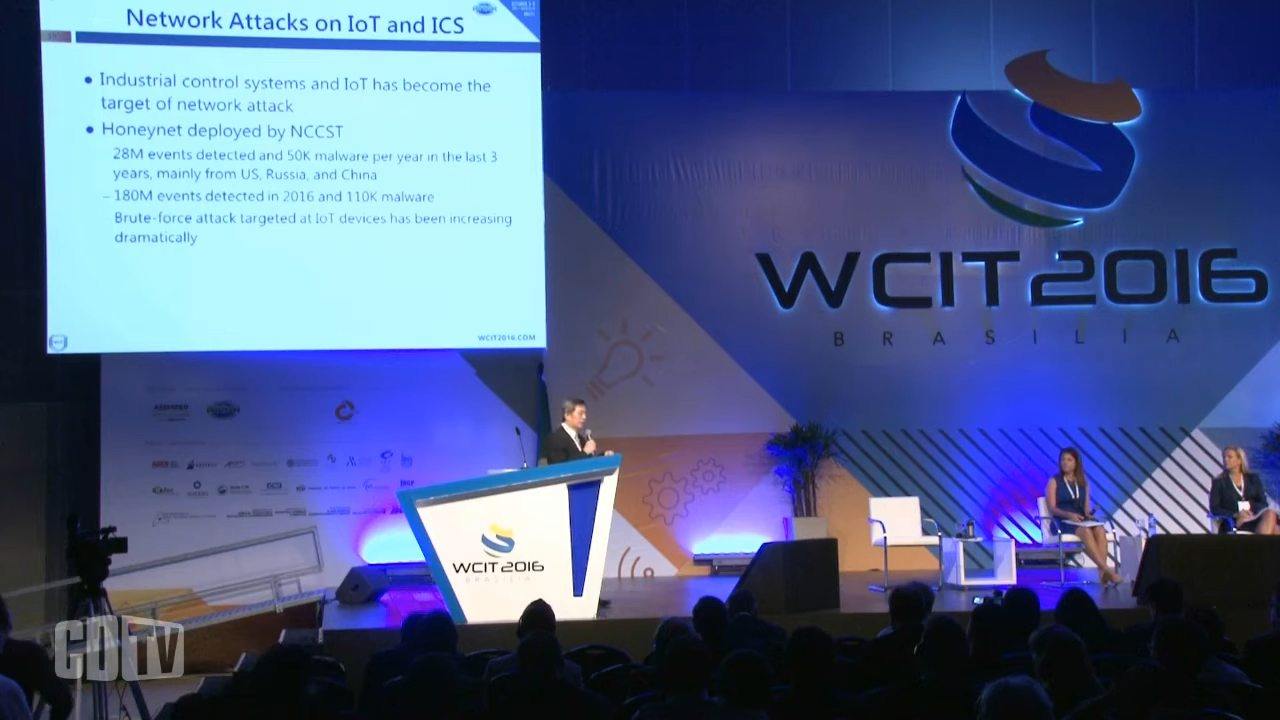 Network Attacks on IoT and ICS
Industrial control systems and IoT has become the
target of network attack
Honeynet deployed by NCCST
28M events detected and 50K malware per year in the last 3
years, mainly from US, Russia, and China
– 180M events detected in 2016 and 110K malware
Brute-force attack targeted at IoT devices has been increasing
dramatically
WCIT2016.COM
WCIT2016
BRASILIA
WCIT2016
BRASILIA
CDITV